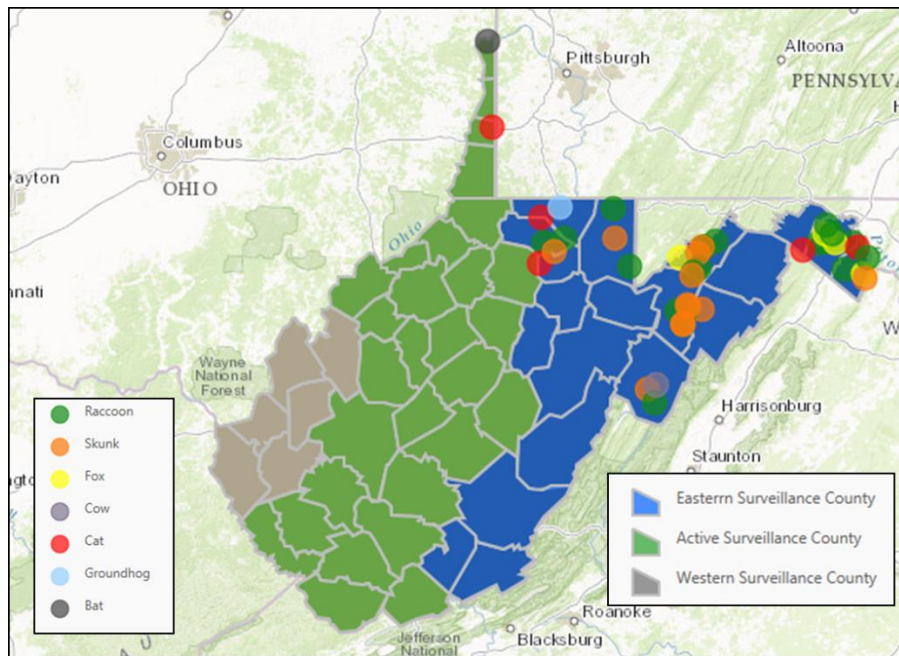 Pittsburgh
Altoona
PENNSYLVA
Columbus
OHIO
Dayton
Ohio
nnati
Wayne
National
Forest
Harrisonburg
Staunton
Raccoon
Skunk
Fox
Cow
Cat
Groundhog
Bat
Eastern Surveillance County
Active Surveillance County
Western Surveillance County
Roanoke
Blacksburg
Jefferson
National